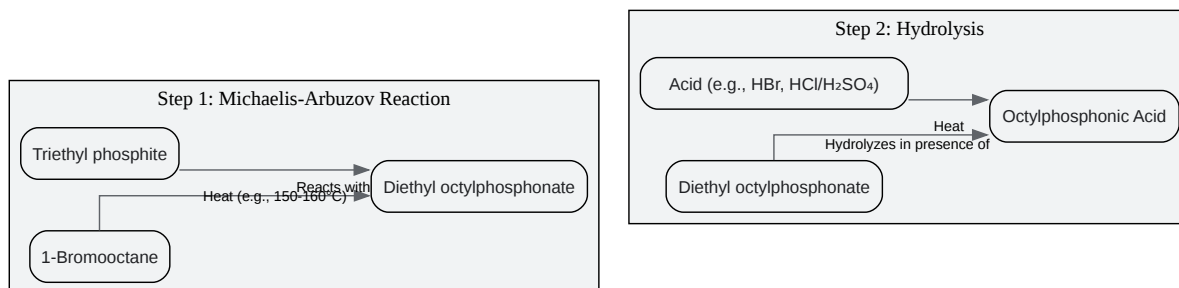 Step 1: Michaelis-Arbuzov Reaction
Triethyl phosphite
Reacts with
Heat (e.g., 150-160°C)
Diethyl octylphosphonate
1-Bromooctane
Step 2: Hydrolysis
Acid (e.g., HBr, HCl/H₂SO₄)
Octylphosphonic Acid
Heat
Hydrolyzes in presence of
Diethyl octylphosphonate